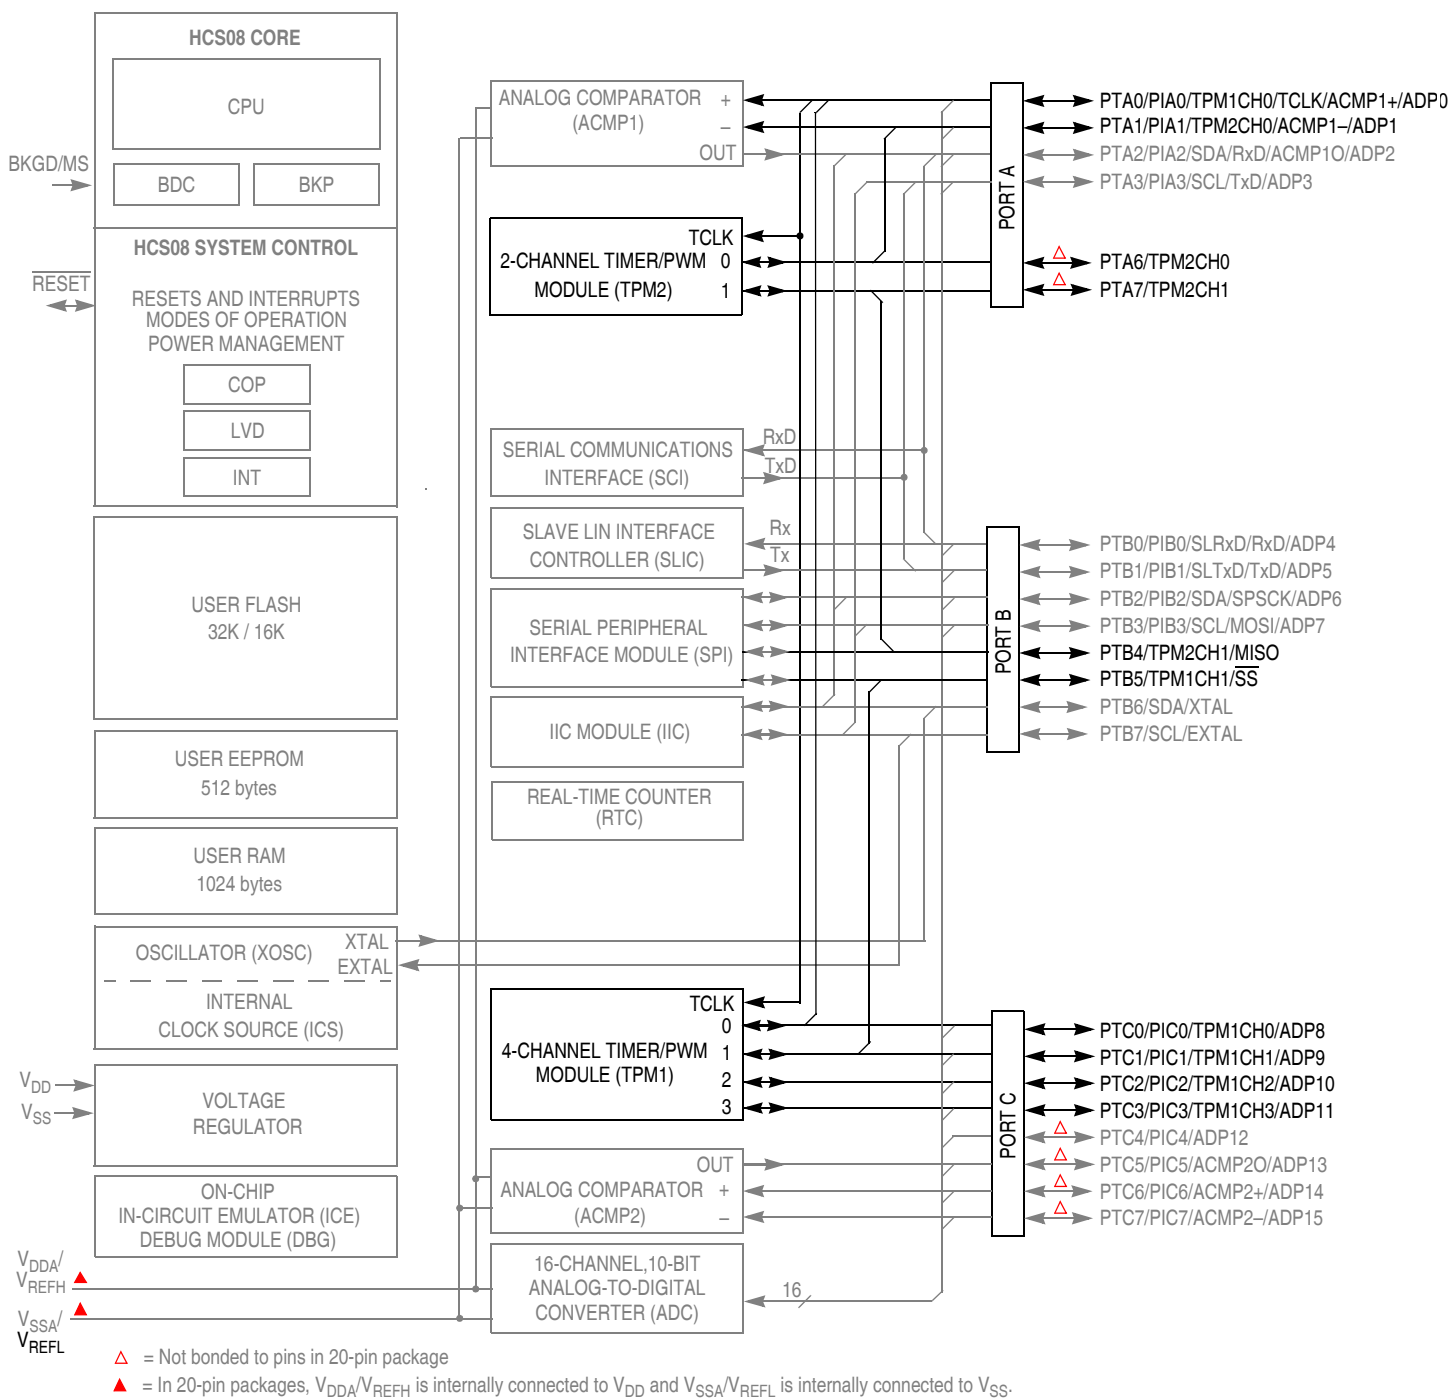 HCS08 CORE
CPU
BKGD/MS
BDC
BKP
HCS08 SYSTEM CONTROL
RESET
RESETS AND INTERRUPTS
MODES OF OPERATION
POWER MANAGEMENT
COP
LVD
INT
USER FLASH
32K / 16K
USER EEPROM
512 bytes
USER RAM
1024 bytes
OSCILLATOR (XOSC)
XTAL
EXTAL
INTERNAL
CLOCK SOURCE (ICS)
VDD
VSS
VOLTAGE
REGULATOR
ON-CHIP
IN-CIRCUIT EMULATOR (ICE)
DEBUG MODULE (DBG)
VDDA/
VREFH
VSSA/
VREFL
ANALOG COMPARATOR +
(ACMP1) –
OUT
TCLK
2-CHANNEL TIMER/PWM 0
MODULE (TPM2) 1
SERIAL COMMUNICATIONS
INTERFACE (SCI)
RxD
TxD
SLAVE LIN INTERFACE
CONTROLLER (SLIC)
Rx
Tx
SERIAL PERIPHERAL
INTERFACE MODULE (SPI)
IIC MODULE (IIC)
REAL-TIME COUNTER
(RTC)
TCLK
0
4-CHANNEL TIMER/PWM 1
MODULE (TPM1) 2
3
OUT
ANALOG COMPARATOR +
(ACMP2) –
16-CHANNEL,10-BIT
ANALOG-TO-DIGITAL
CONVERTER (ADC)
16
PORT A
PTA0/PIA0/TPM1CH0/TCLK/ACMP1+/ADP0
PTA1/PIA1/TPM2CH0/ACMP1–/ADP1
PTA2/PIA2/SDA/RxD/ACMP1O/ADP2
PTA3/PIA3/SCL/TxD/ADP3
PTA6/TPM2CH0
PTA7/TPM2CH1
PORT B
PTB0/PIB0/SLRxD/RxD/ADP4
PTB1/PIB1/SLTxD/TxD/ADP5
PTB2/PIB2/SDA/SPSCK/ADP6
PTB3/PIB3/SCL/MOSI/ADP7
PTB4/TPM2CH1/MISO
PTB5/TPM1CH1/SS
PTB6/SDA/XTAL
PTB7/SCL/EXTAL
PORT C
PTC0/PIC0/TPM1CH0/ADP8
PTC1/PIC1/TPM1CH1/ADP9
PTC2/PIC2/TPM1CH2/ADP10
PTC3/PIC3/TPM1CH3/ADP11
PTC4/PIC4/ADP12
PTC5/PIC5/ACMP2O/ADP13
PTC6/PIC6/ACMP2+/ADP14
PTC7/PIC7/ACMP2–/ADP15
△ = Not bonded to pins in 20-pin package
▲ = In 20-pin packages, VDDA/VREFH is internally connected to VDD and VSSA/VREFL is internally connected to VSS.